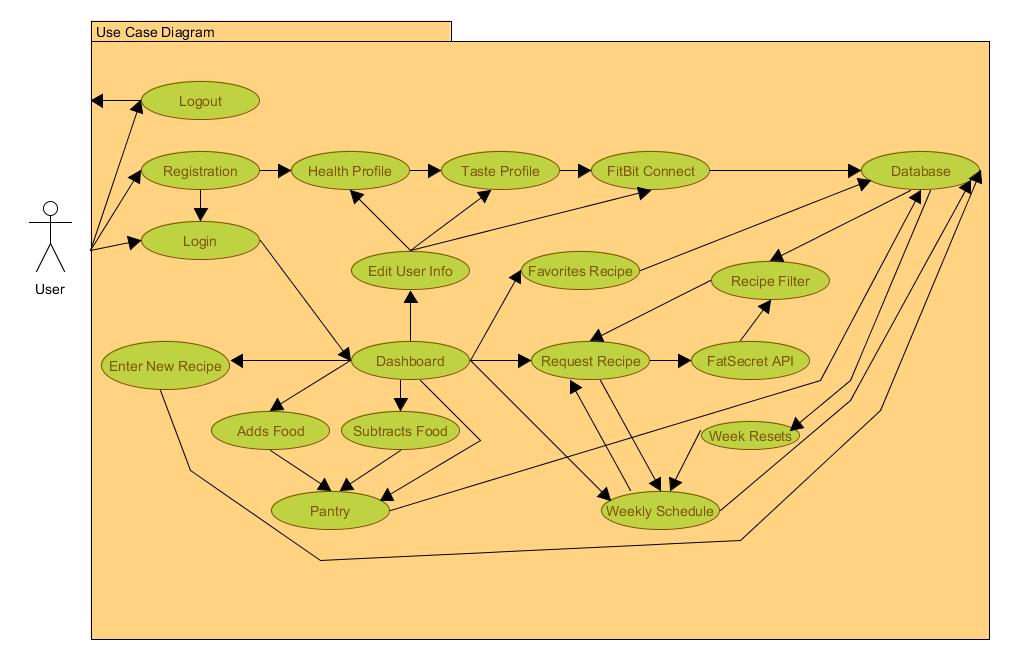 Use Case Diagram
Logout
Registration
Health Profile
Taste Profile
FitBit Connect
Database
Login
User
Edit User Info
Favorites Recipe
Recipe Filter
Enter New Recipe
Dashboard
Request Recipe
FatSecret API
Adds Food
Subtracts Food
Week Resets
Pantry
Weekly Schedule